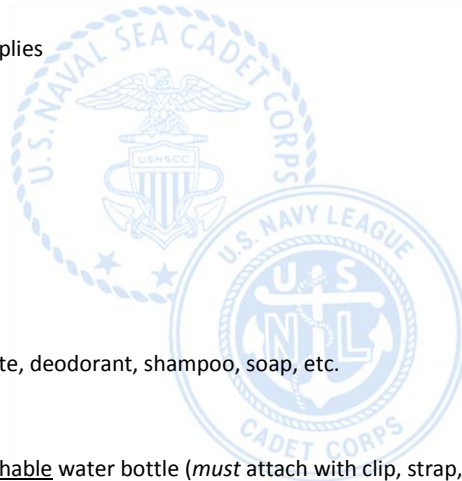 plies
U.S. NAVAL SEA CADET CORPS
USNSCC
U.S. NAVY LEAGUE
U S
N L
CADET CORPS
te, deodorant, shampoo, soap, etc.
hable water bottle (must attach with clip, strap,